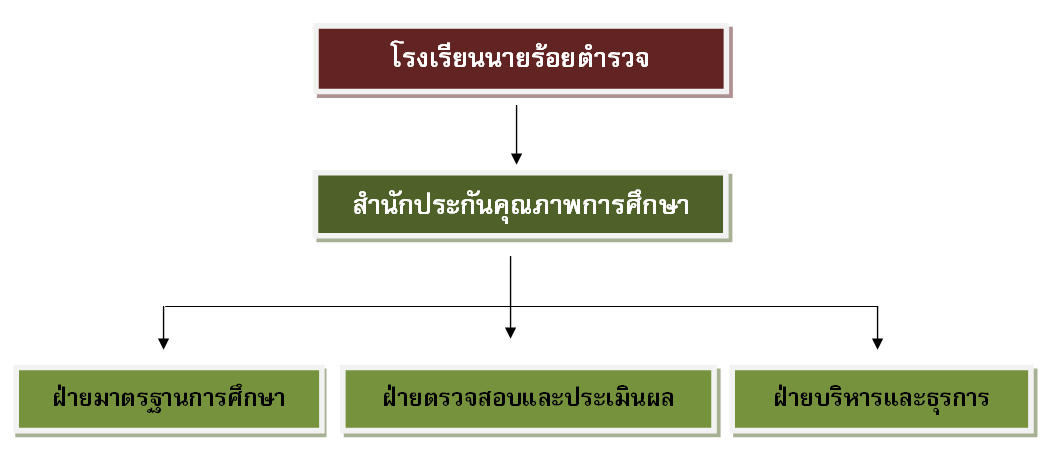 โรงเรียนนายร้อยตำรวจ
สำนักประกันคุณภาพการศึกษา
ฝ่ายมาตรฐานการศึกษา
ฝ่ายตรวจสอบและประเมินผล
ฝ่ายบริหารและธุรการ